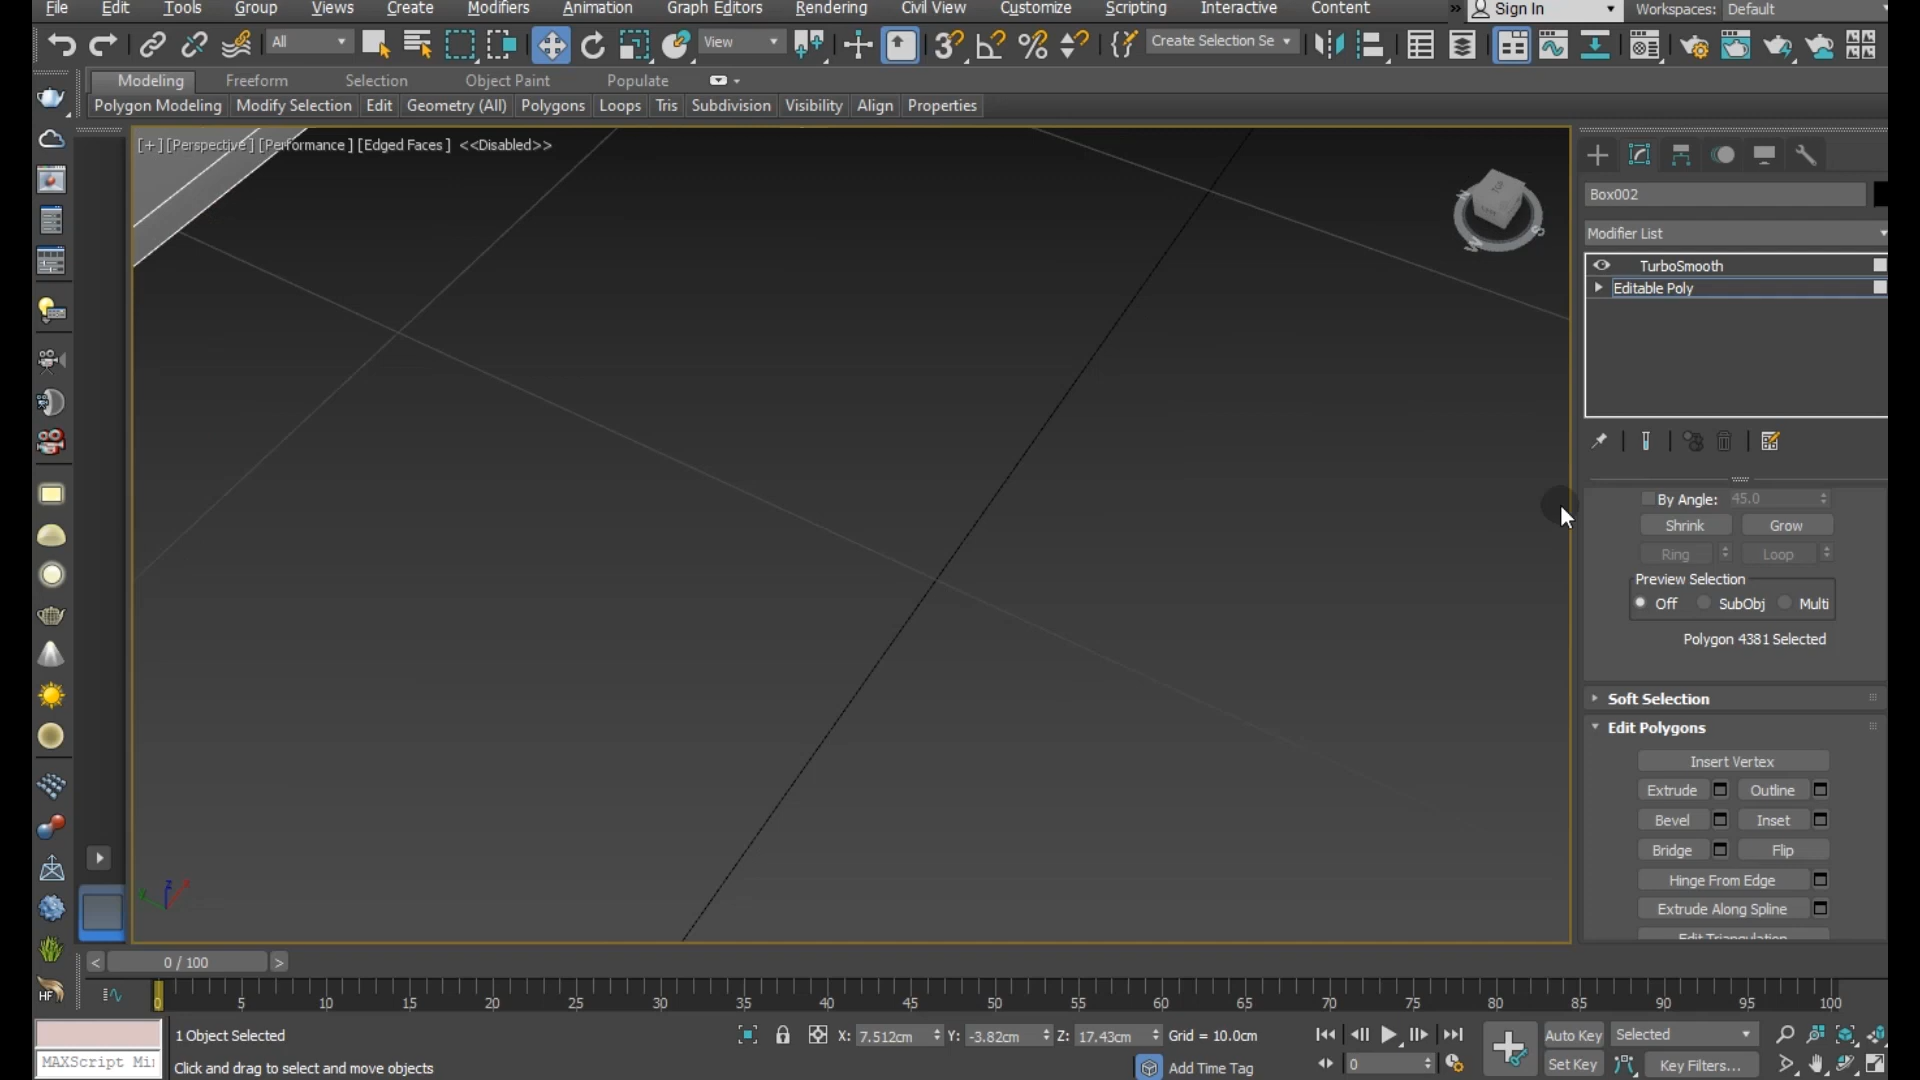 File Edit Tools Group Views Create Modifiers Animation Graph Editors Rendering Civil View Customize Scripting Interactive Content » Sign In Workspaces: Default
All View Create Selection Se
Modeling Freeform Selection Object Paint Populate
Polygon Modeling Modify Selection Edit Geometry (All) Polygons Loops Tris Subdivision Visibility Align Properties
[+] [Perspective] [Performance] [Edged Faces] <<Disabled>>
Box002
Modifier List
TurboSmooth
Editable Poly
By Angle: 45.0
Shrink Grow
Ring Loop
Preview Selection
Off SubObj Multi
Polygon 4381 Selected
Soft Selection
Edit Polygons
Insert Vertex
Extrude Outline
Bevel Inset
Bridge Flip
Hinge From Edge
Extrude Along Spline
Edit Triangulation
< 0 / 100 >
0 5 10 15 20 25 30 35 40 45 50 55 60 65 70 75 80 85 90 95 100
1 Object Selected X: 7.512cm Y: -3.82cm Z: 17.43cm Grid = 10.0cm Auto Key Selected
MAXScript Mi Click and drag to select and move objects Add Time Tag 0 Set Key Key Filters...